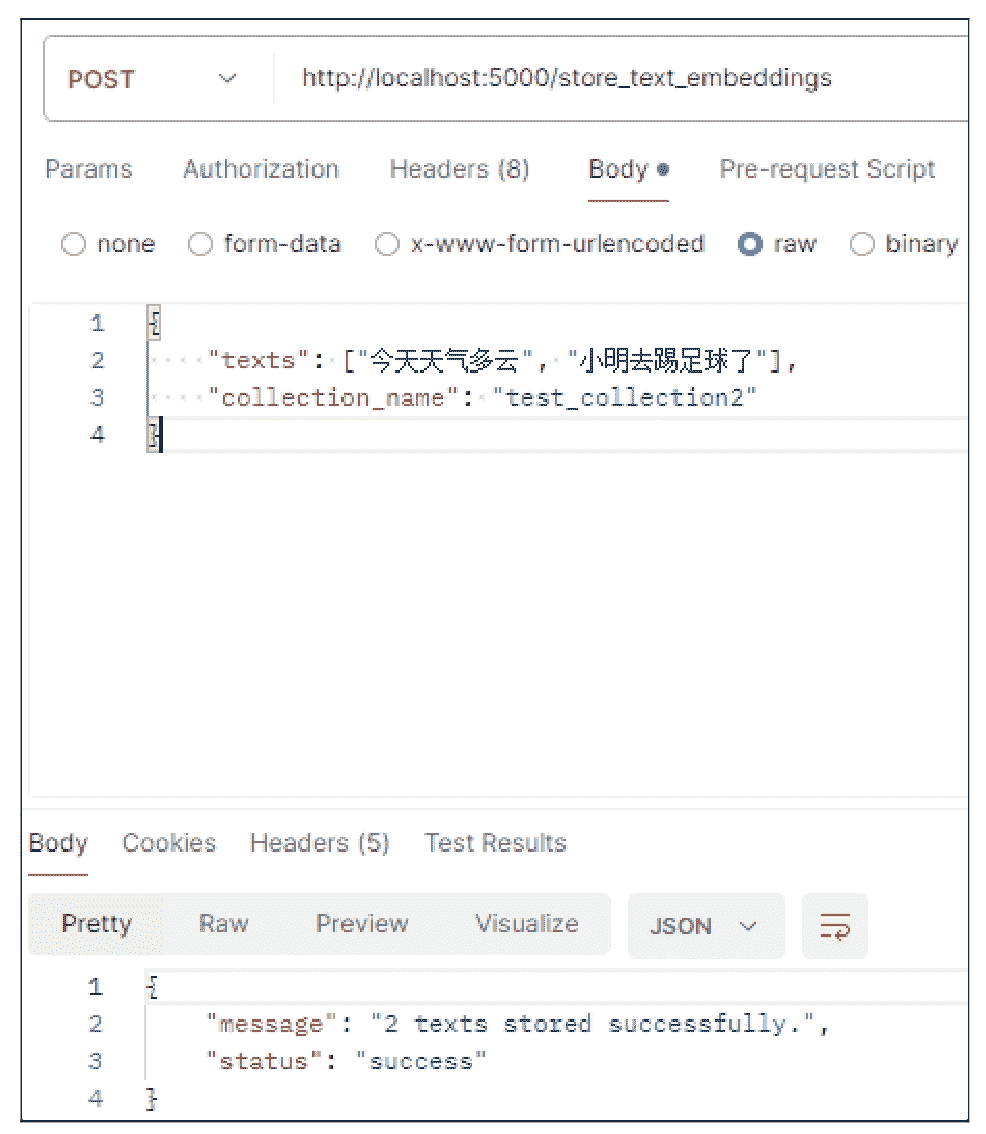 POST http://localhost:5000/store_text_embeddings
Params Authorization Headers (8) Body Pre-request Script
none form-data x-www-form-urlencoded raw binary
1 {
2 "texts": ["今天天气多云", "小明去踢足球了"],
3 "collection_name": "test_collection2"
4 }
Body Cookies Headers (5) Test Results
Pretty Raw Preview Visualize JSON
1 {
2 "message": "2 texts stored successfully.",
3 "status": "success"
4 }